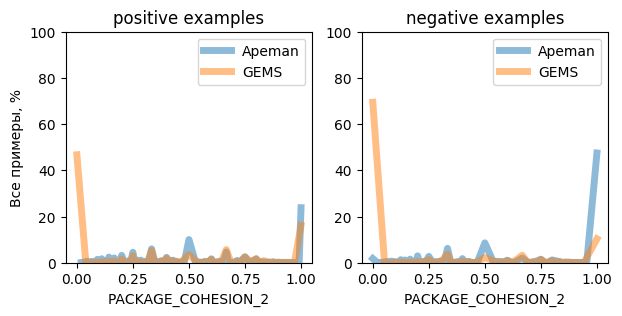 positive examples
negative examples
Все примеры, %
100
80
60
40
20
0
Apeman
GEMS
0.00 0.25 0.50 0.75 1.00
PACKAGE_COHESION_2
100
80
60
40
20
0
Apeman
GEMS
0.00 0.25 0.50 0.75 1.00
PACKAGE_COHESION_2